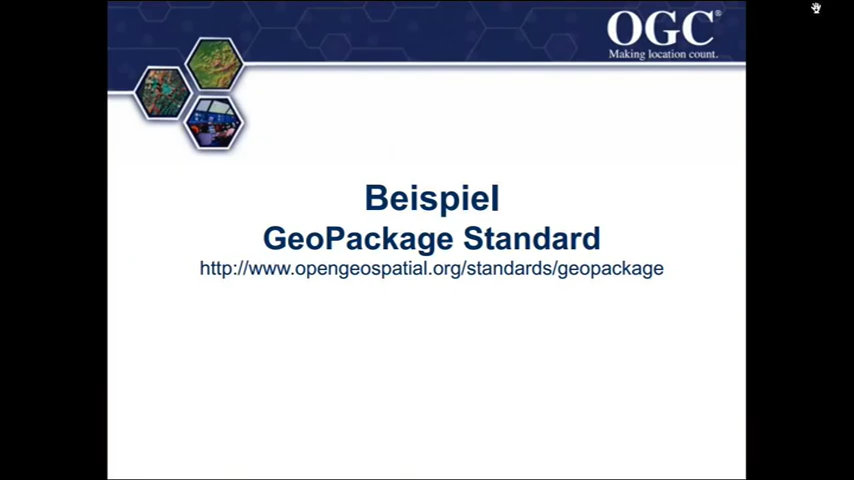 OGC®
Making location count.
Beispiel
GeoPackage Standard
http://www.opengeospatial.org/standards/geopackage